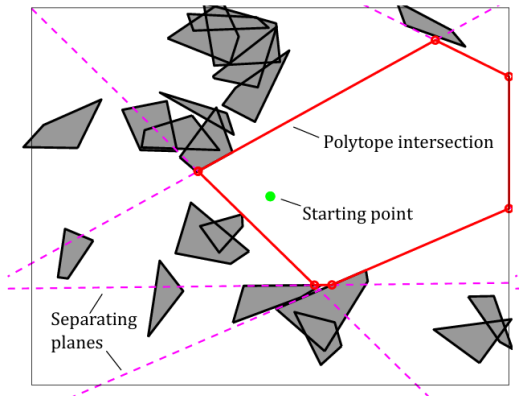 Polytope intersection
Starting point
Separating
planes